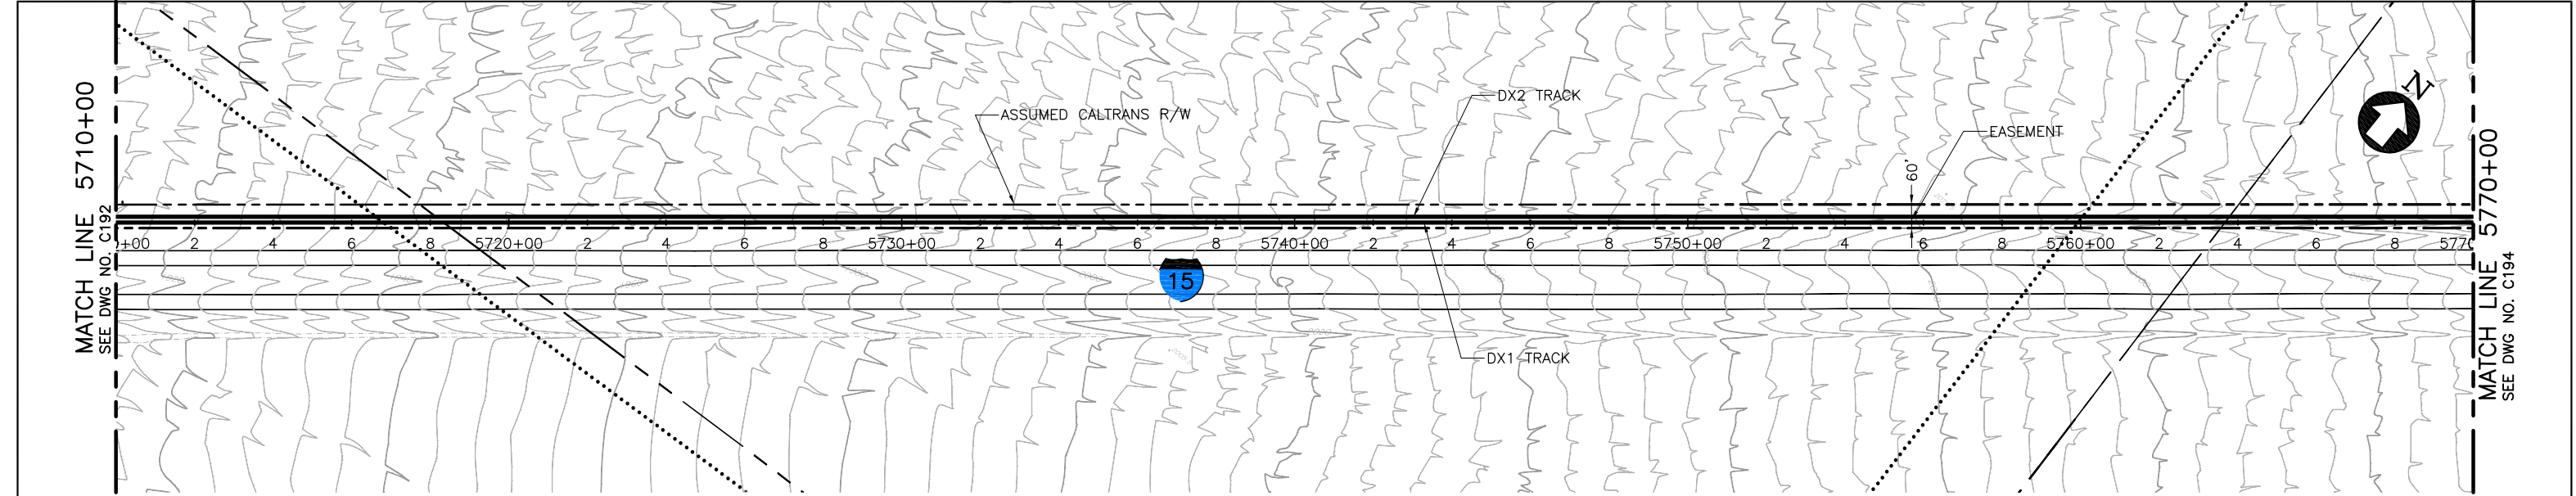 MATCH LINE 5710+00
SEE DWG NO. C192
ASSUMED CALTRANS R/W
DX2 TRACK
EASEMENT
60'
N
+00 2 4 6 8 5720+00 2 4 6 8 5730+00 2 4 6 8 5740+00 2 4 6 8 5750+00 2 4 6 8 5760+00 2 4 6 8 577
15
DX1 TRACK
MATCH LINE 5770+00
SEE DWG NO. C194